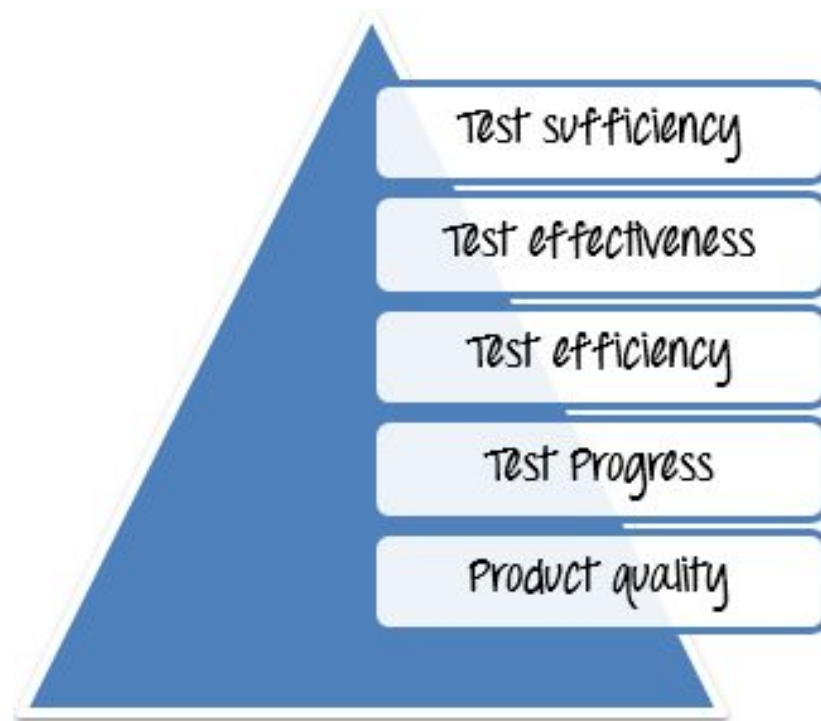 Test sufficiency
Test effectiveness
Test efficiency
Test Progress
Product quality